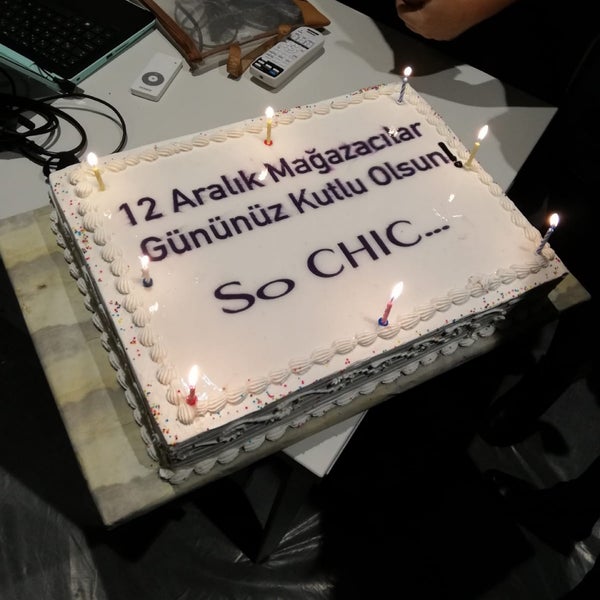 12 Aralık Mağazacılar
Gününüz Kutlu Olsun!
So CHIC...